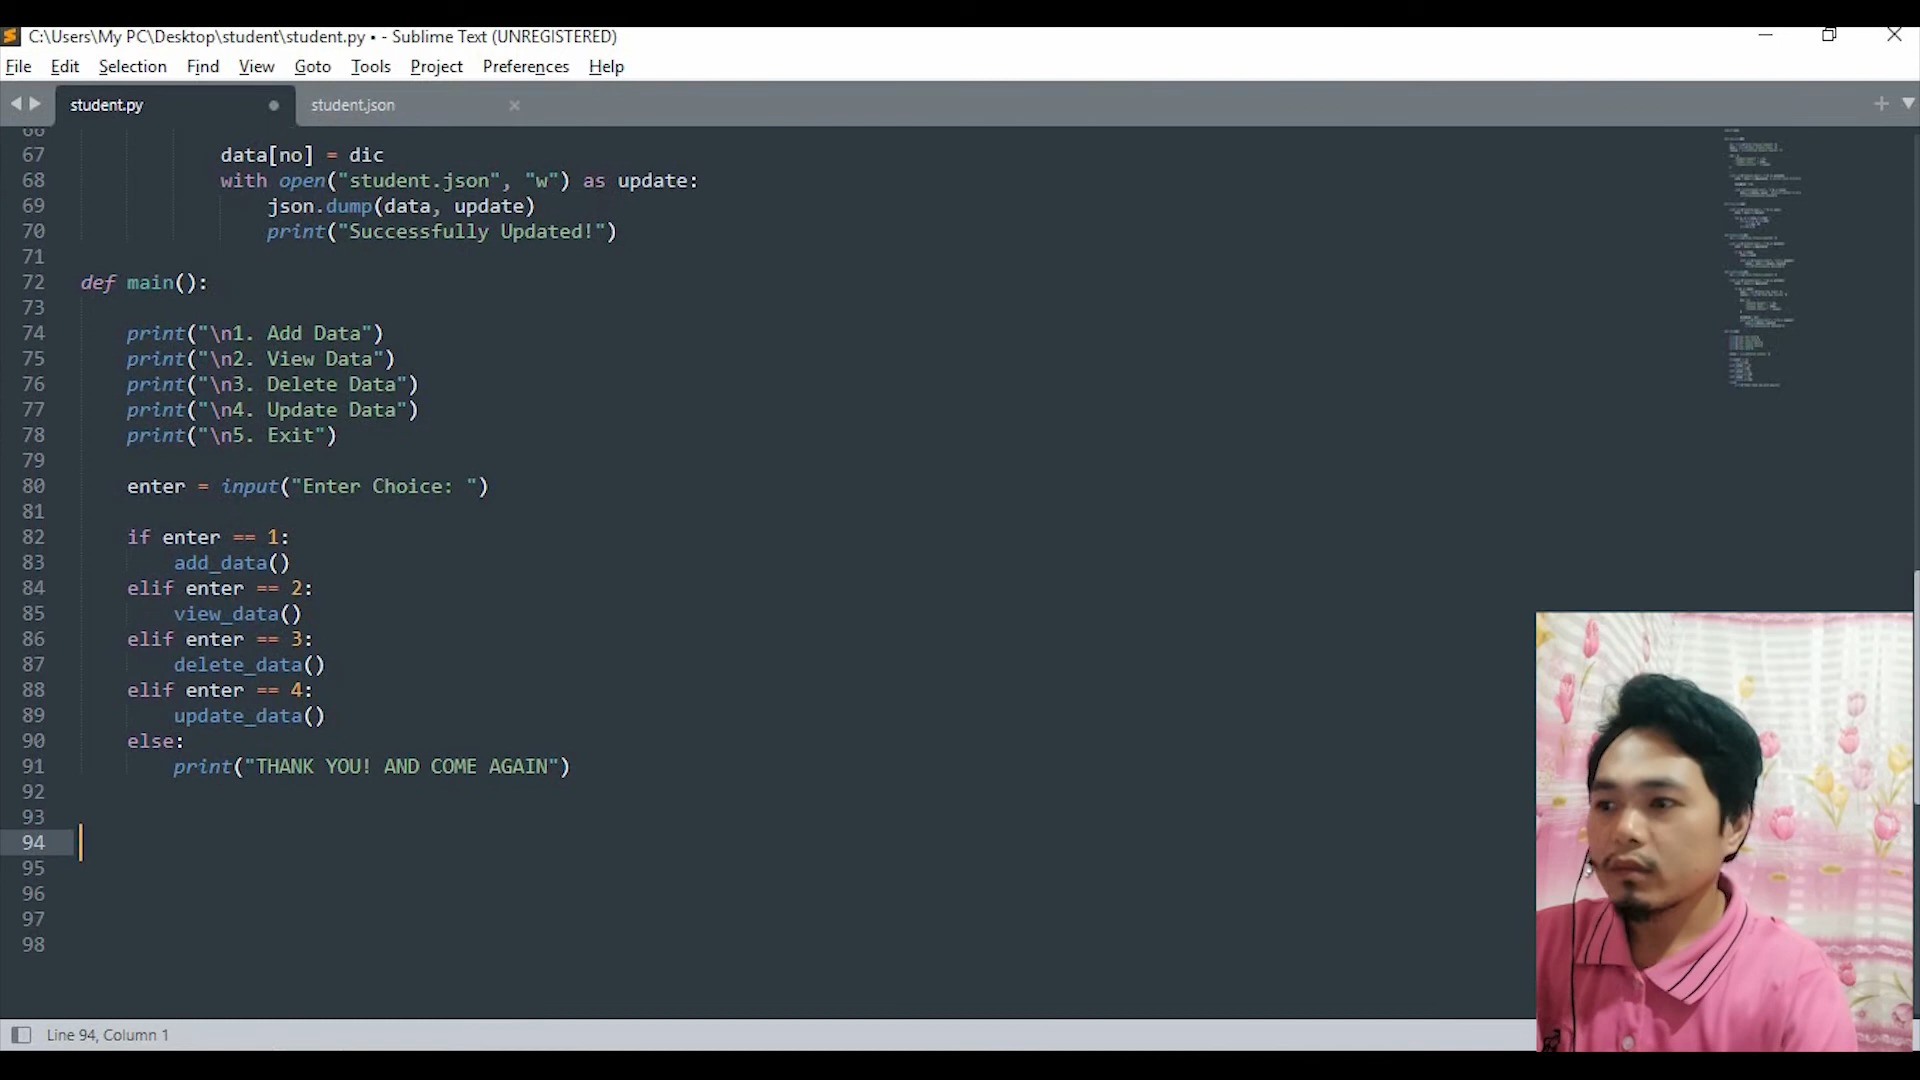 C:\Users\My PC\Desktop\student\student.py • - Sublime Text (UNREGISTERED)
File Edit Selection Find View Goto Tools Project Preferences Help
student.py student.json
66
67 data[no] = dic
68 with open("student.json", "w") as update:
69 json.dump(data, update)
70 print("Successfully Updated!")
71
72 def main():
73
74 print("\n1. Add Data")
75 print("\n2. View Data")
76 print("\n3. Delete Data")
77 print("\n4. Update Data")
78 print("\n5. Exit")
79
80 enter = input("Enter Choice: ")
81
82 if enter == 1:
83 add_data()
84 elif enter == 2:
85 view_data()
86 elif enter == 3:
87 delete_data()
88 elif enter == 4:
89 update_data()
90 else:
91 print("THANK YOU! AND COME AGAIN")
92
93
94
95
96
97
98
Line 94, Column 1